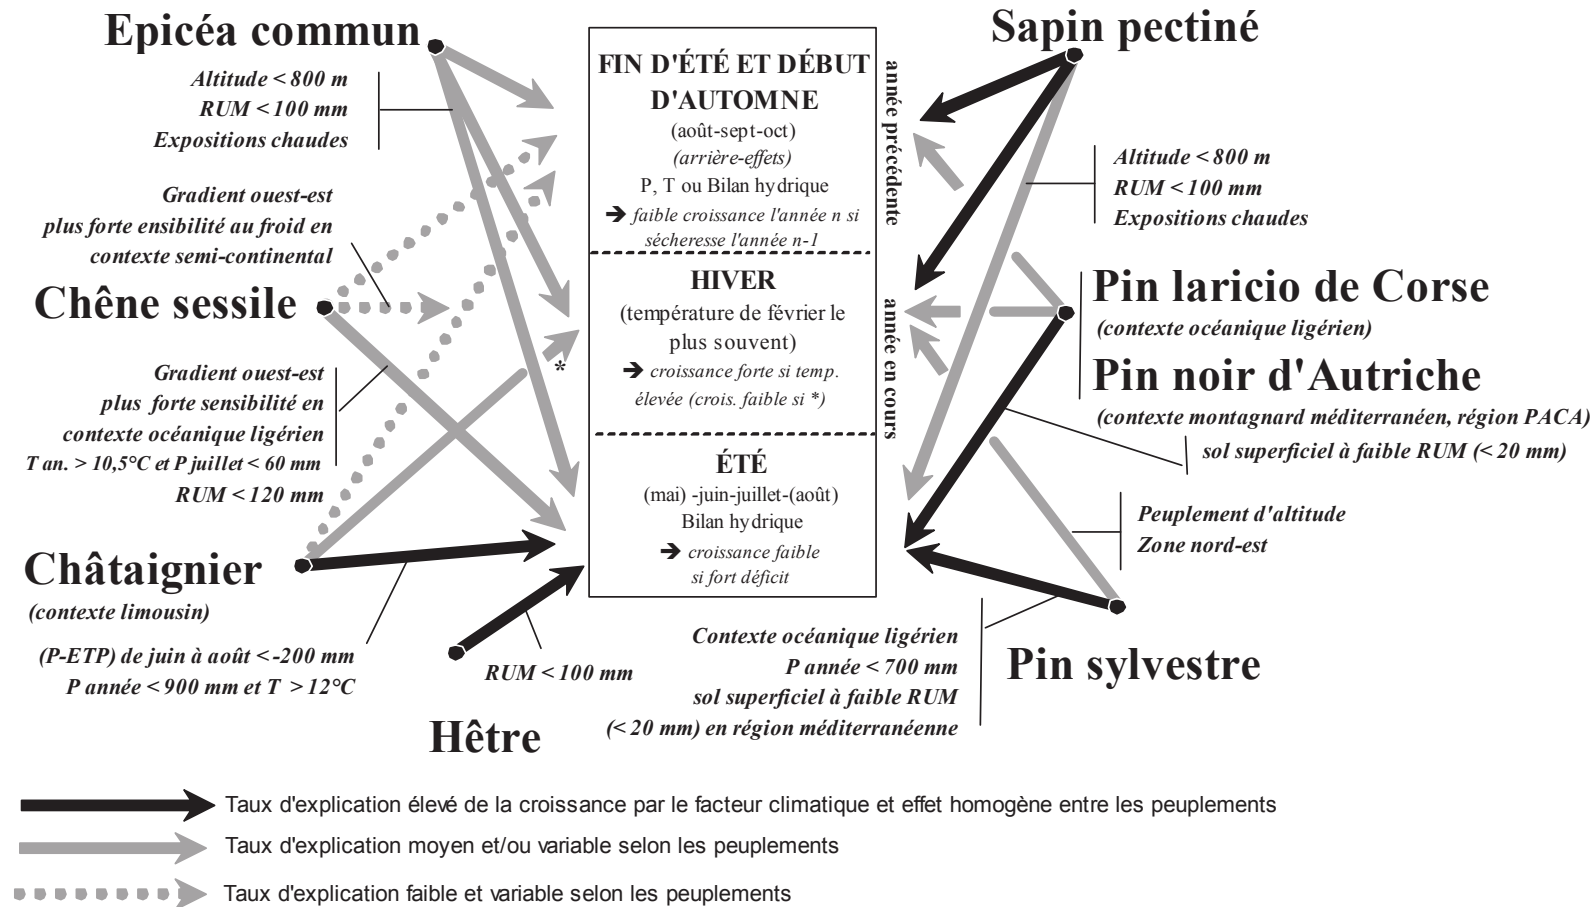 Epicéa commun
Altitude < 800 m
RUM < 100 mm
Expositions chaudes
Gradient ouest-est
plus forte ensibilité au froid en
contexte semi-continental
Chêne sessile
Gradient ouest-est
plus forte sensibilité en
contexte océanique ligérien
T an. > 10,5°C et P juillet < 60 mm
RUM < 120 mm
Châtaignier
(contexte limousin)
(P-ETP) de juin à août < -200 mm
P année < 900 mm et T > 12°C
Hêtre
RUM < 100 mm
FIN D'ÉTÉ ET DÉBUT
D'AUTOMNE
(août-sept-oct)
(arrière-effets)
P, T ou Bilan hydrique
➔ faible croissance l'année n si
sécheresse l'année n-1
HIVER
(température de février le
plus souvent)
➔ croissance forte si temp.
élevée (crois. faible si *)
*
ÉTÉ
(mai) -juin-juillet-(août)
Bilan hydrique
➔ croissance faible
si fort déficit
année précédente
année en cours
Sapin pectiné
Altitude < 800 m
RUM < 100 mm
Expositions chaudes
Pin laricio de Corse
(contexte océanique ligérien)
Pin noir d'Autriche
(contexte montagnard méditerranéen, région PACA)
sol superficiel à faible RUM (< 20 mm)
Peuplement d'altitude
Zone nord-est
Pin sylvestre
Contexte océanique ligérien
P année < 700 mm
sol superficiel à faible RUM
(< 20 mm) en région méditerranéenne
Taux d'explication élevé de la croissance par le facteur climatique et effet homogène entre les peuplements
Taux d'explication moyen et/ou variable selon les peuplements
Taux d'explication faible et variable selon les peuplements